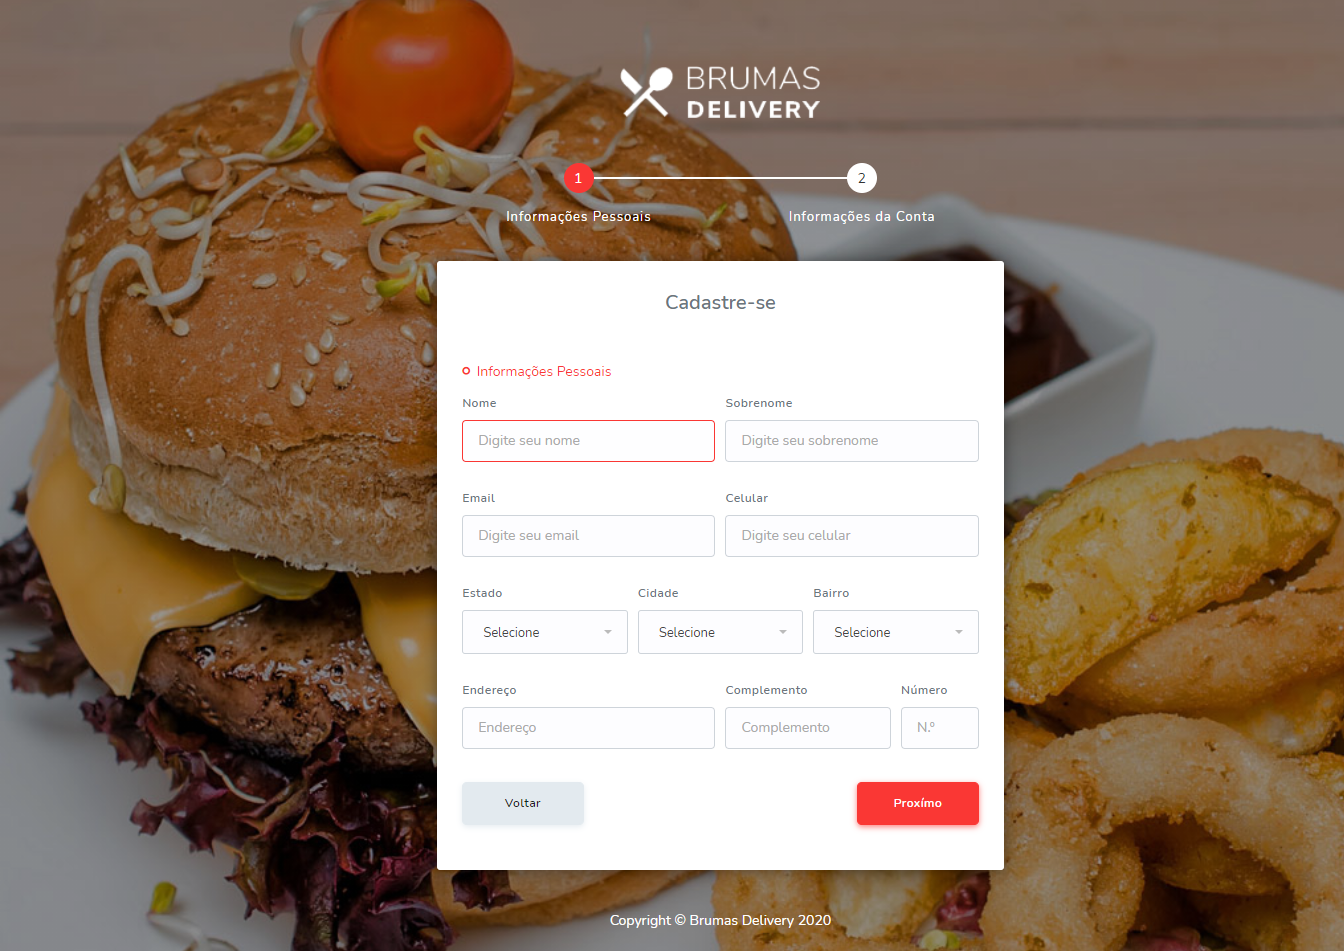 BRUMAS
DELIVERY
1 2
Informações Pessoais Informações da Conta
Cadastre-se
Informações Pessoais
Nome Sobrenome
Digite seu nome Digite seu sobrenome
Email Celular
Digite seu email Digite seu celular
Estado Cidade Bairro
Selecione Selecione Selecione
Endereço Complemento Número
Endereço Complemento N.º
Voltar Proxímo
Copyright © Brumas Delivery 2020